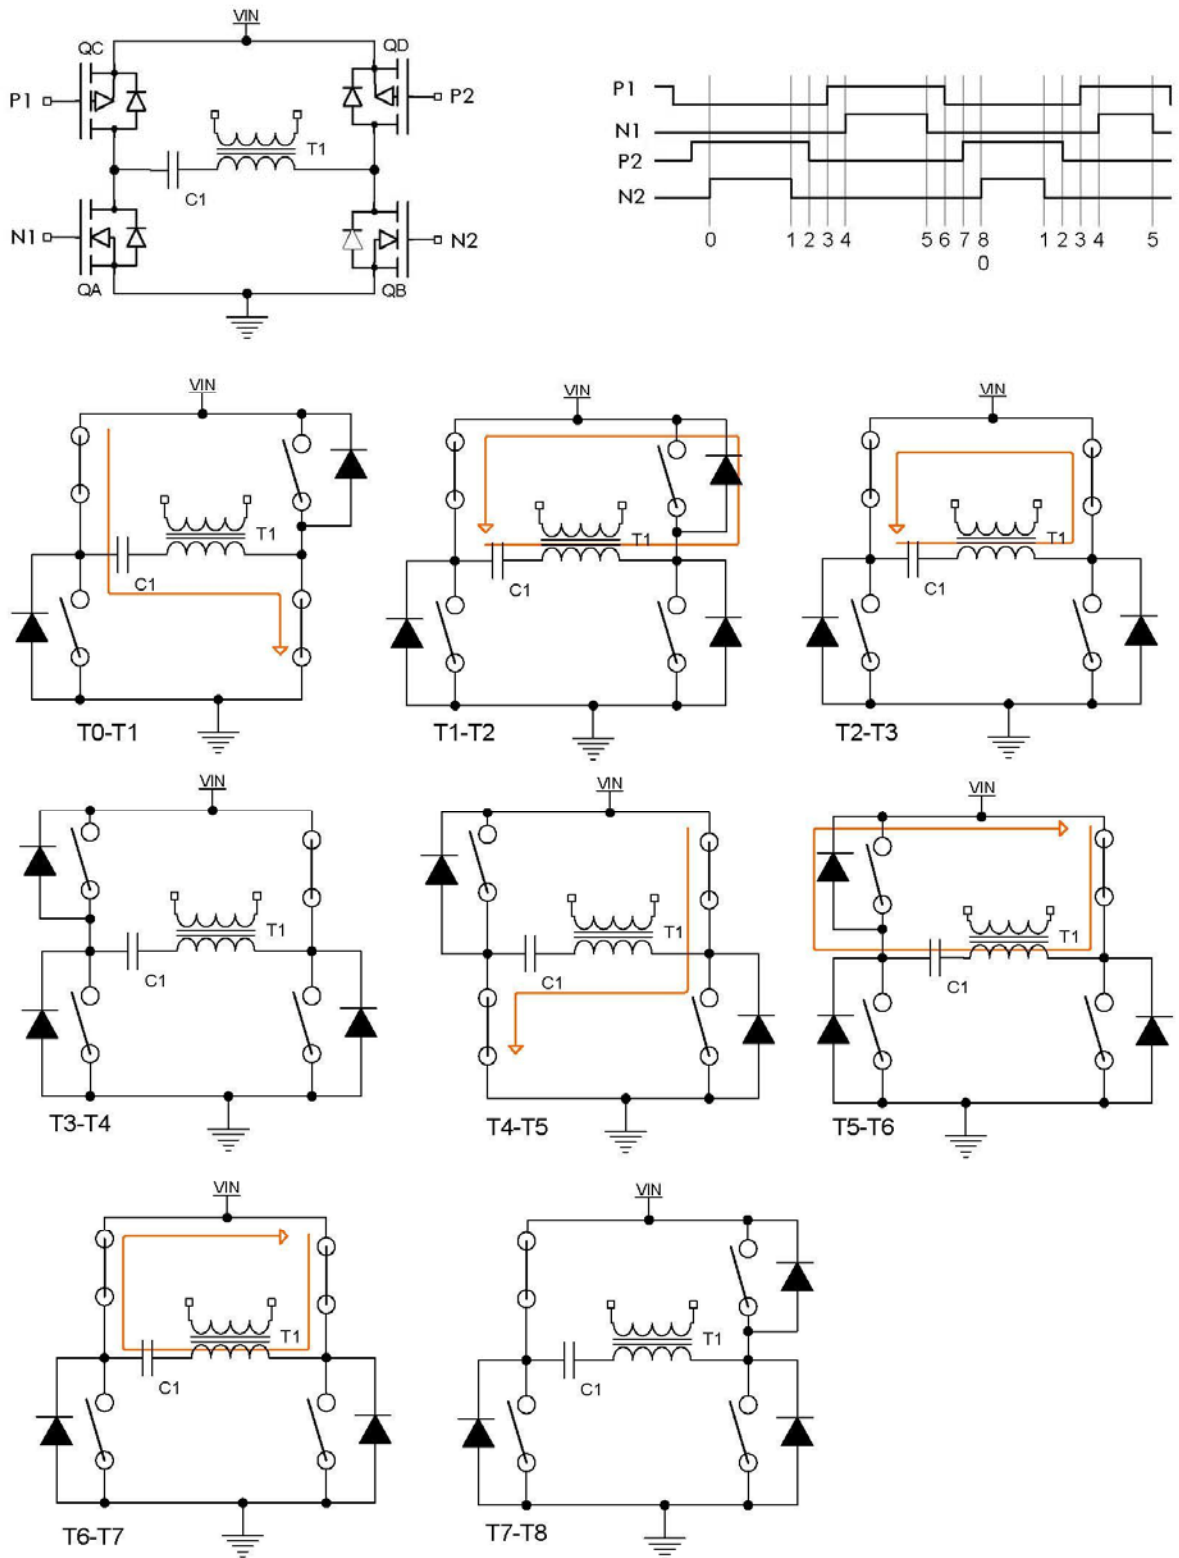 VIN
QC
QD
P1
P2
T1
C1
N1
N2
QA
QB
P1
N1
P2
N2
0 1 2 3 4 5 6 7 8 1 2 3 4 5
0
VIN
T1
C1
T0-T1
VIN
T1
C1
T1-T2
VIN
T1
C1
T2-T3
VIN
T1
C1
T3-T4
VIN
T1
C1
T4-T5
VIN
T1
C1
T5-T6
VIN
T1
C1
T6-T7
VIN
T1
C1
T7-T8